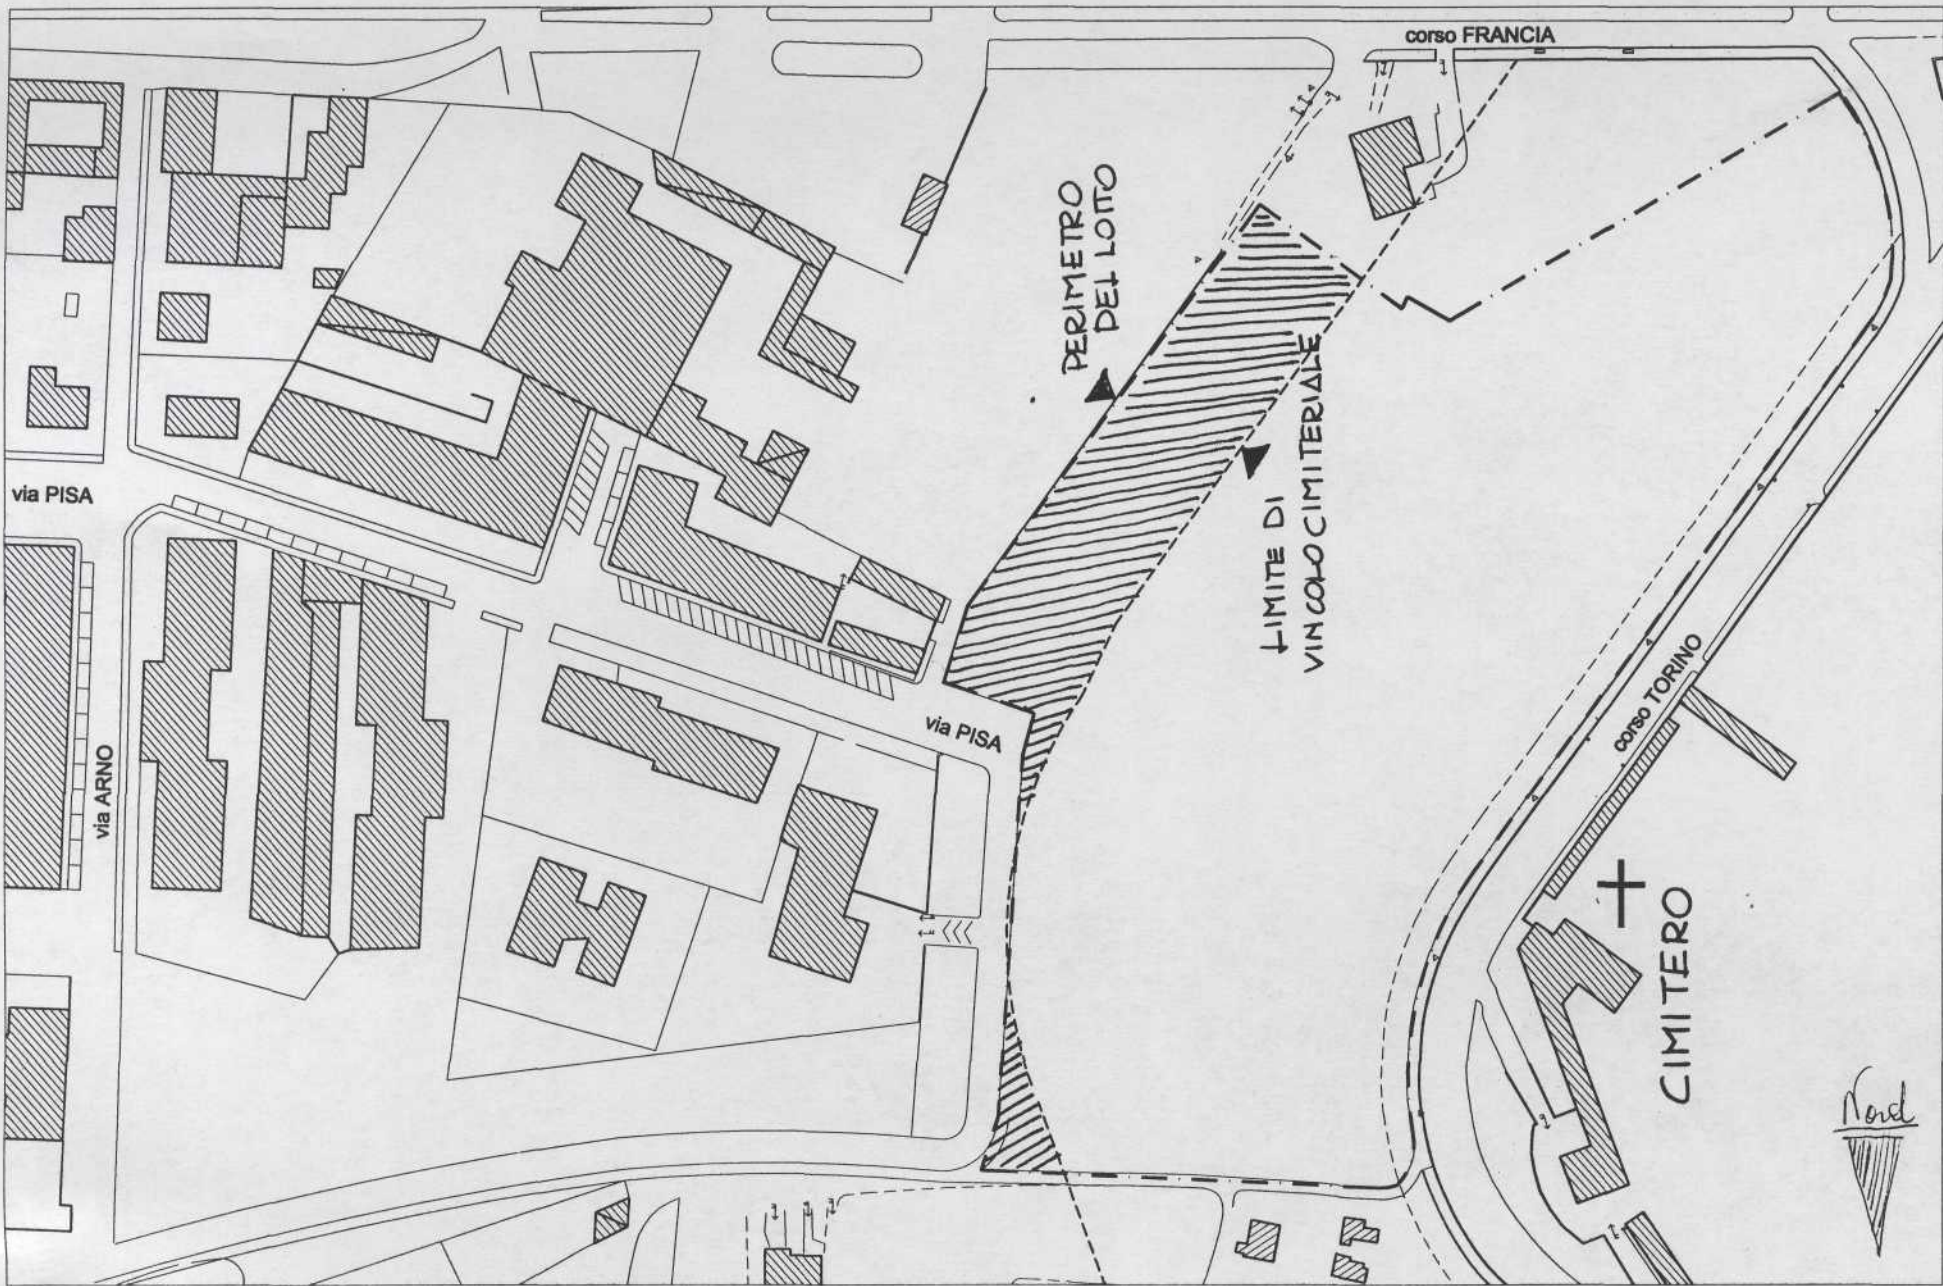 corso FRANCIA
PERIMETRO
DEL LOTTO
via PISA
LIMITE DI
VINCOLO CIMITERIALE
via PISA
corso TORINO
via ARNO
CIMITERO
Nord